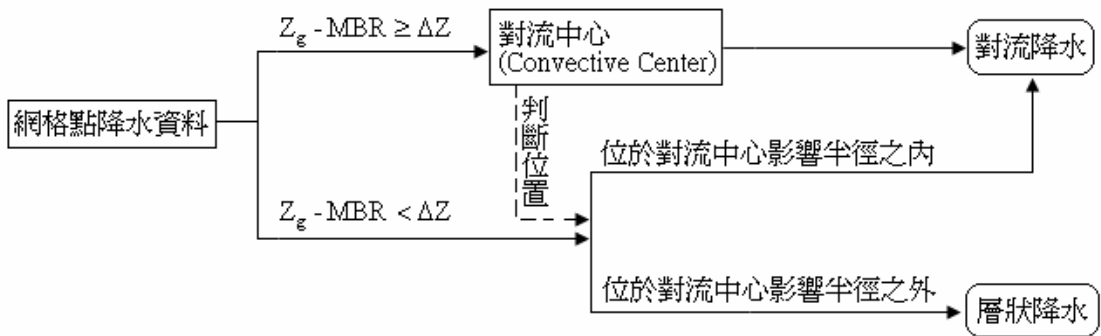 Zg - MBR ≥ ΔZ
對流中心
(Convective Center)
對流降水
網格點降水資料
判斷位置
位於對流中心影響半徑之內
Zg - MBR < ΔZ
位於對流中心影響半徑之外
層狀降水